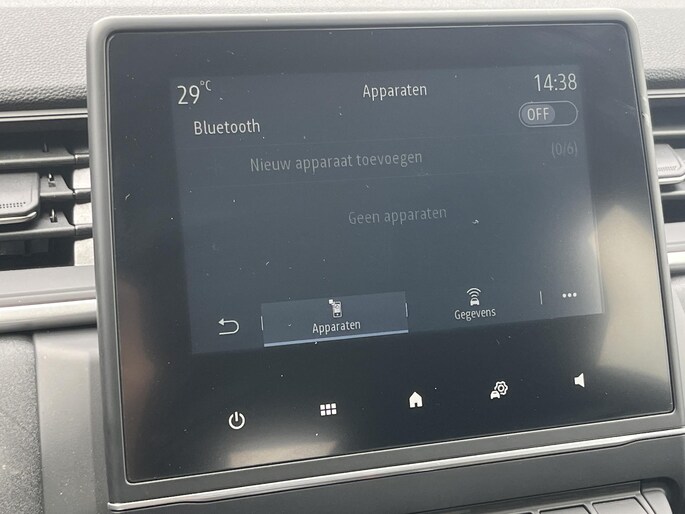 29°C Apparaten 14:38
Bluetooth OFF
Nieuw apparaat toevoegen (0/6)
Geen apparaten
Apparaten Gegevens